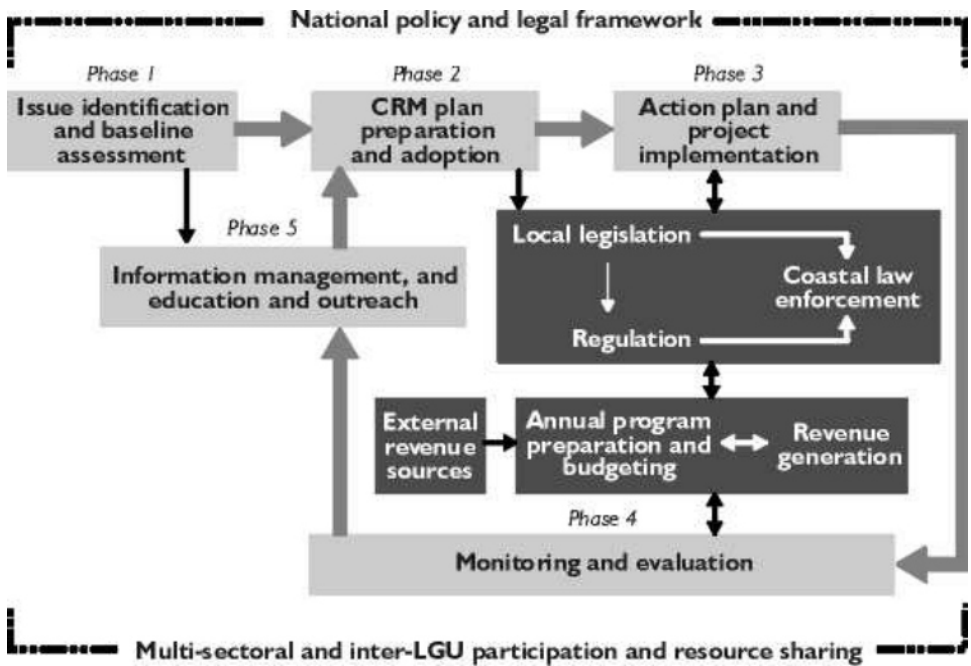 National policy and legal framework
Phase 1
Issue identification
and baseline
assessment
Phase 2
CRM plan
preparation
and adoption
Phase 3
Action plan and
project
implementation
Phase 5
Information management, and
education and outreach
Local legislation
Regulation
Coastal law
enforcement
External
revenue
sources
Annual program
preparation and
budgeting
Revenue
generation
Phase 4
Monitoring and evaluation
Multi-sectoral and inter-LGU participation and resource sharing